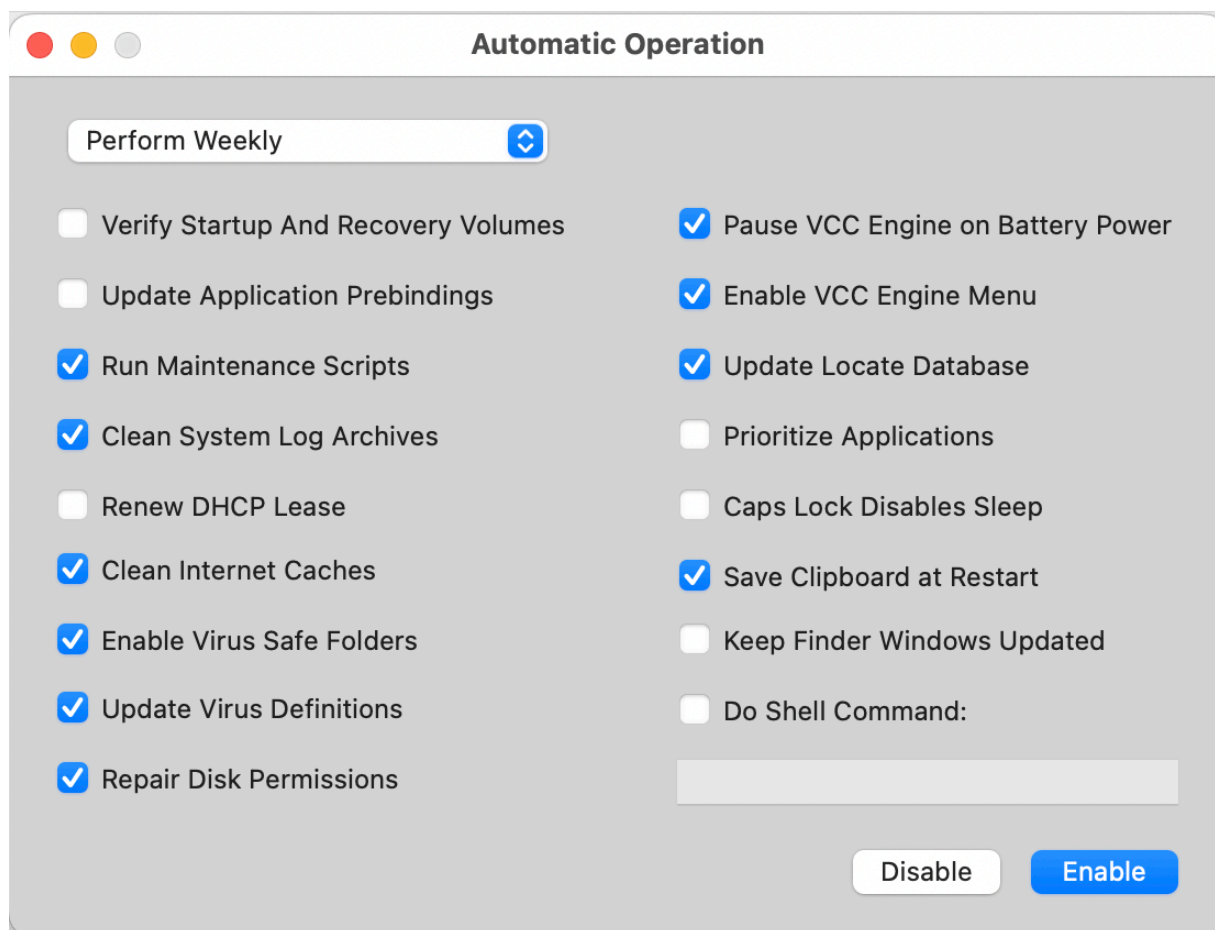 Automatic Operation
Perform Weekly
Verify Startup And Recovery Volumes
Update Application Prebindings
Run Maintenance Scripts
Clean System Log Archives
Renew DHCP Lease
Clean Internet Caches
Enable Virus Safe Folders
Update Virus Definitions
Repair Disk Permissions
Pause VCC Engine on Battery Power
Enable VCC Engine Menu
Update Locate Database
Prioritize Applications
Caps Lock Disables Sleep
Save Clipboard at Restart
Keep Finder Windows Updated
Do Shell Command:
Disable
Enable